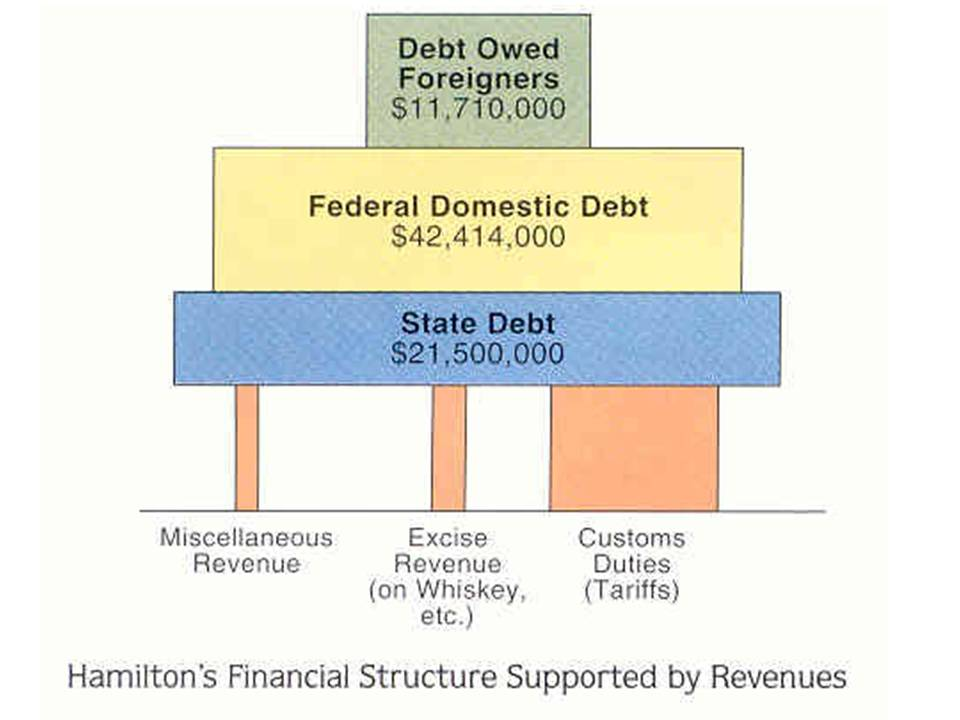 Debt Owed
Foreigners
$11,710,000
Federal Domestic Debt
$42,414,000
State Debt
$21,500,000
Miscellaneous
Revenue
Excise
Revenue
(on Whiskey,
etc.)
Customs
Duties
(Tariffs)
Hamilton's Financial Structure Supported by Revenues